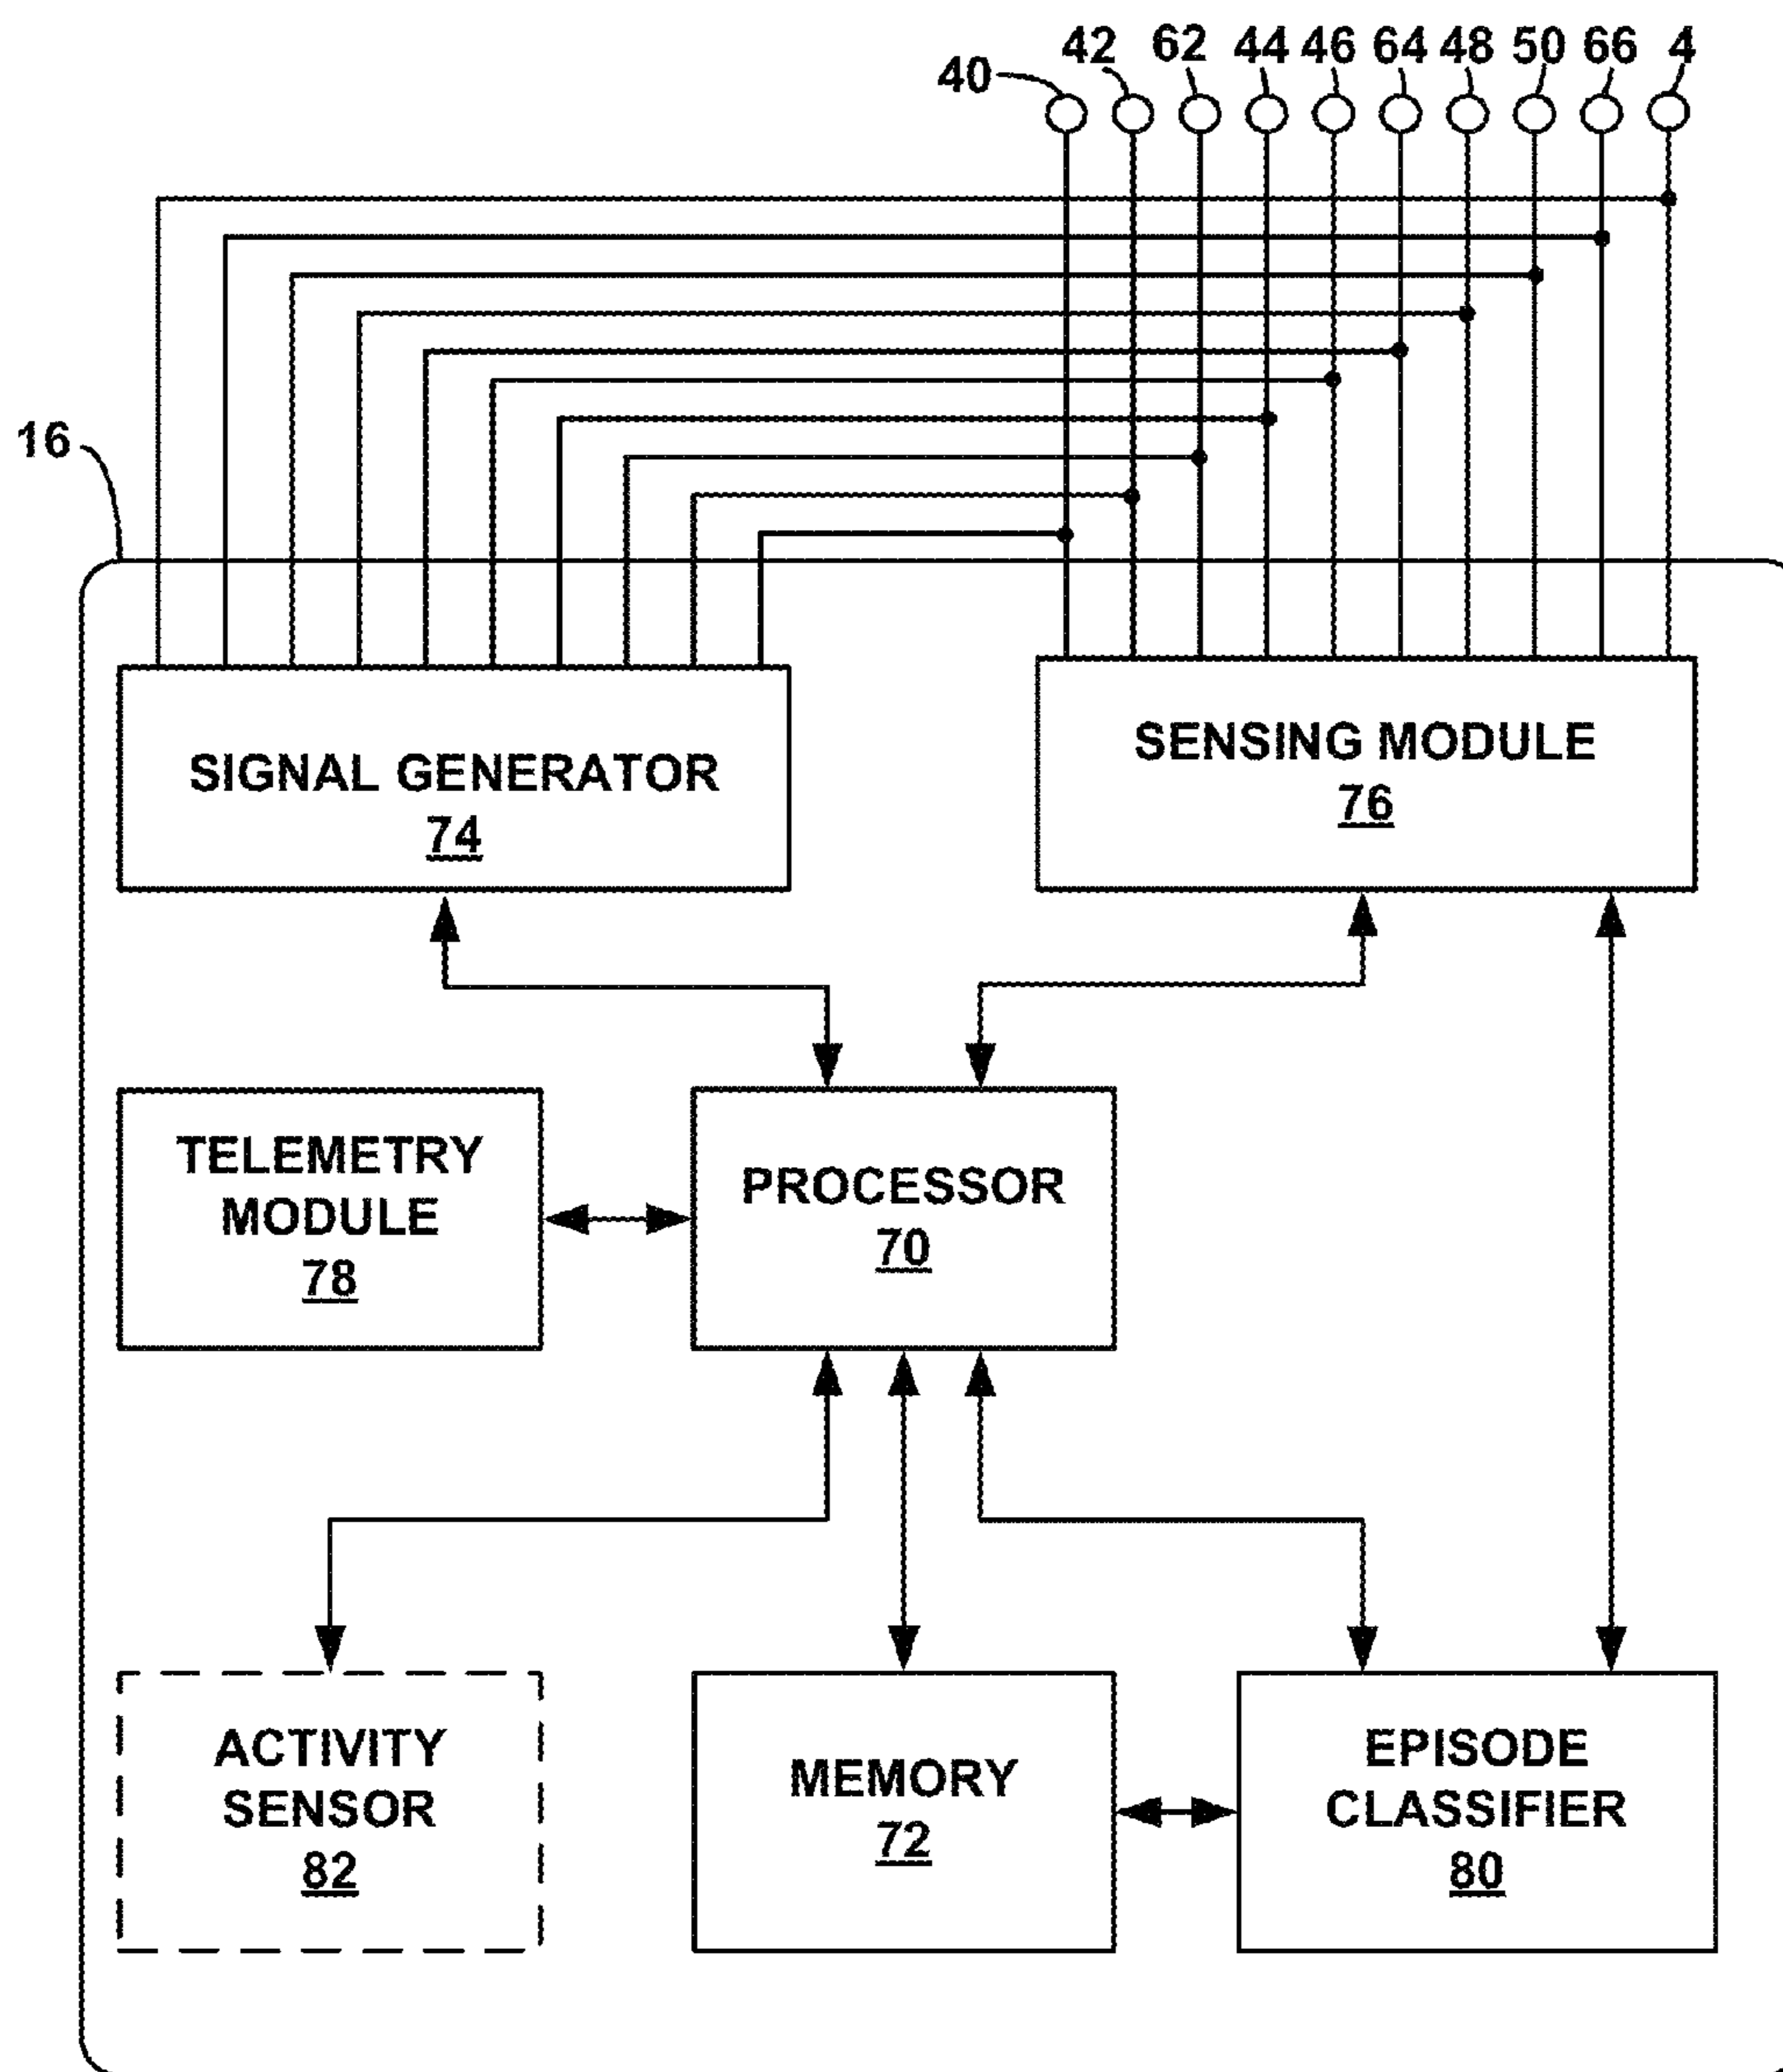 40 42 62 44 46 64 48 50 66 4
16
SIGNAL GENERATOR
74
SENSING MODULE
76
TELEMETRY
MODULE
78
PROCESSOR
70
ACTIVITY
SENSOR
82
MEMORY
72
EPISODE
CLASSIFIER
80